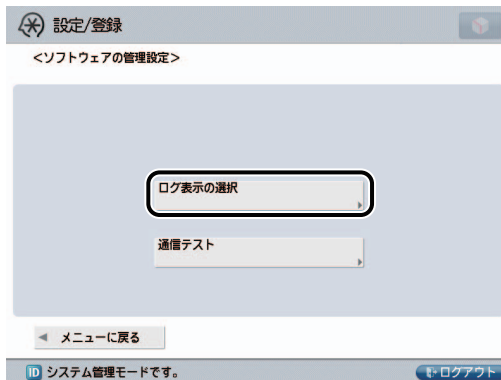 設定/登録
<ソフトウェアの管理設定>
ログ表示の選択
通信テスト
メニューに戻る
ID システム管理モードです。
ログアウト